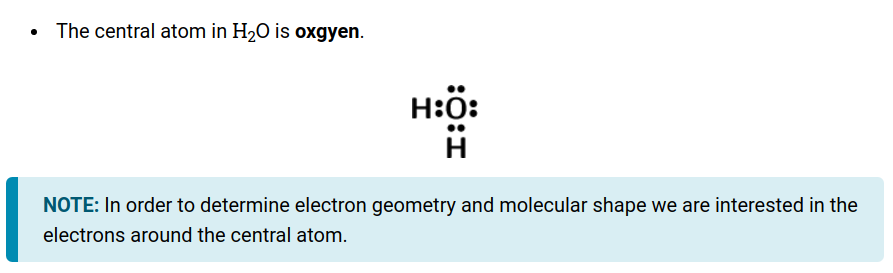 • The central atom in H₂O is oxgyen.
H:Ö:
H
NOTE: In order to determine electron geometry and molecular shape we are interested in the
electrons around the central atom.